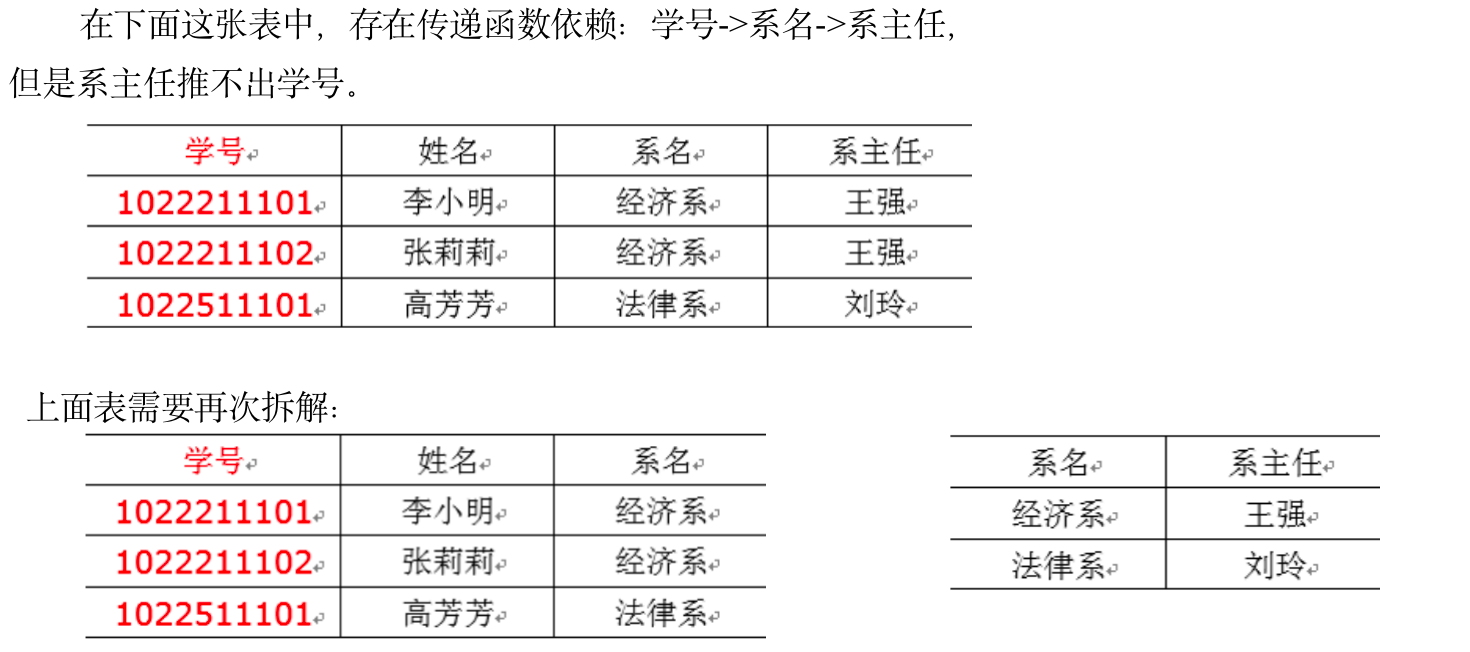 在下面这张表中，存在传递函数依赖：学号->系名->系主任，
但是系主任推不出学号。
学号 姓名 系名 系主任
1022211101 李小明 经济系 王强
1022211102 张莉莉 经济系 王强
1022511101 高芳芳 法律系 刘玲
上面表需要再次拆解：
学号 姓名 系名
1022211101 李小明 经济系
1022211102 张莉莉 经济系
1022511101 高芳芳 法律系
系名 系主任
经济系 王强
法律系 刘玲